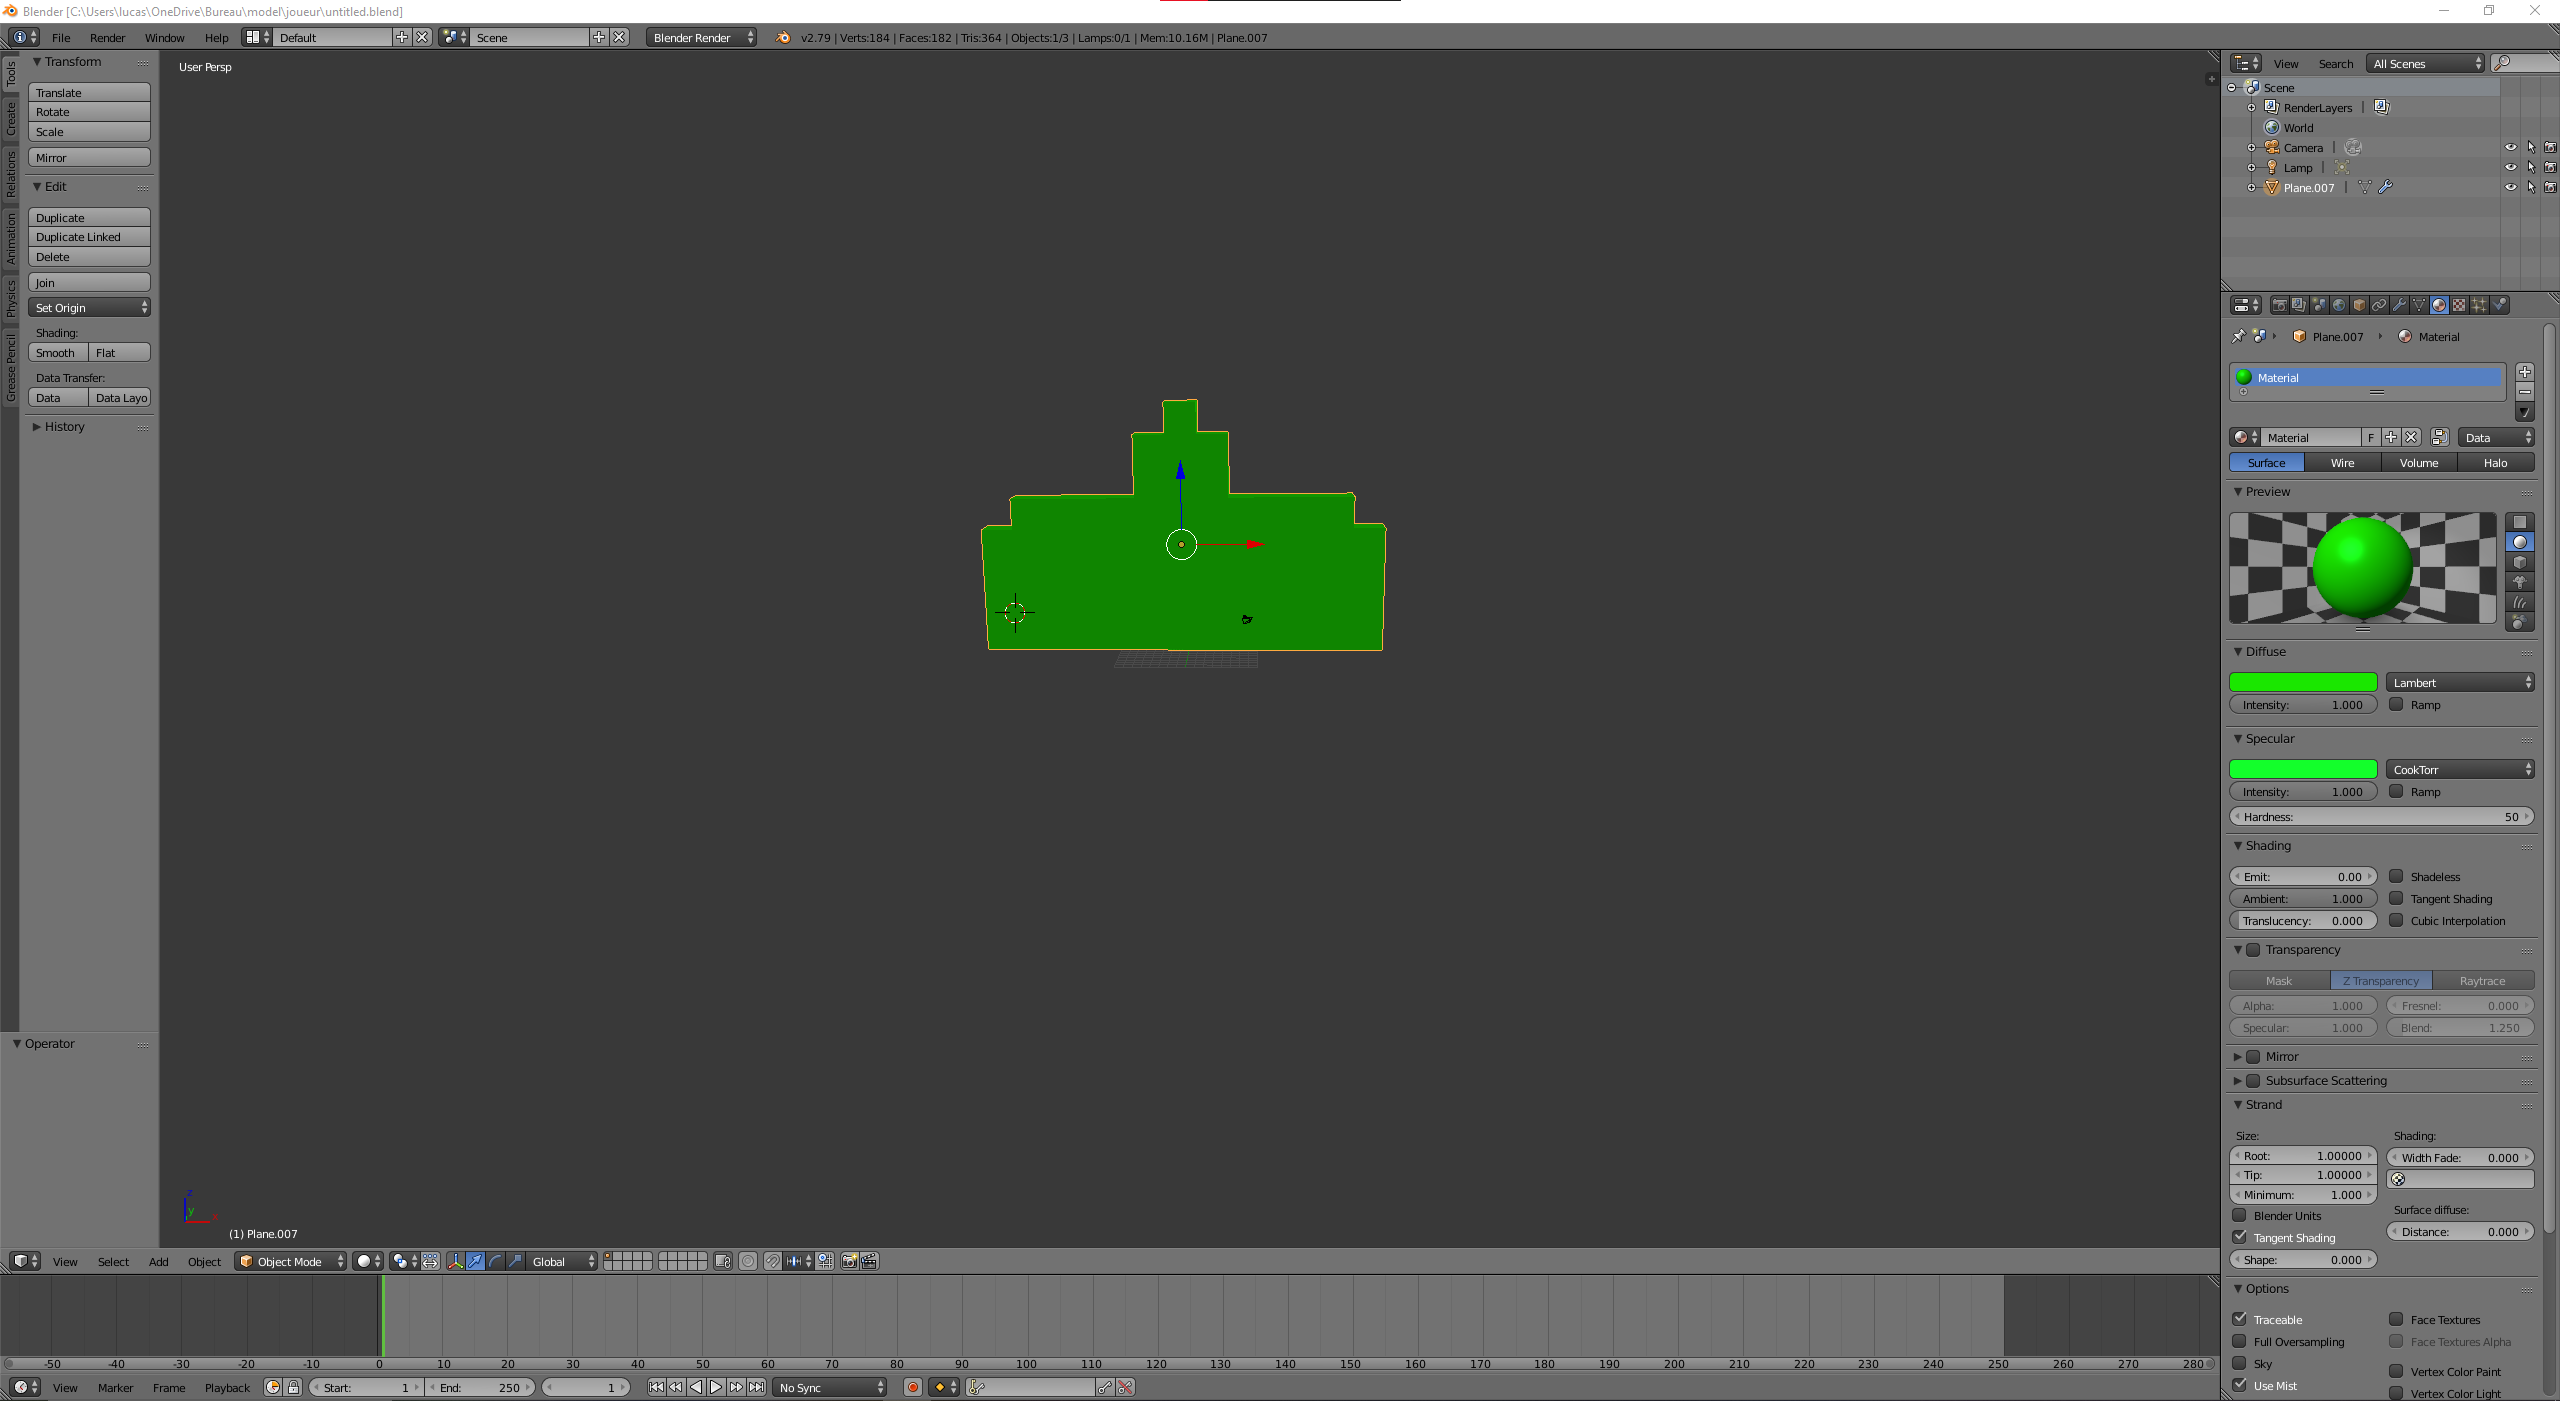 Blender [C:\Users\lucas\OneDrive\Bureau\model\joueur\untitled.blend]
File Render Window Help Default Scene Blender Render v2.79 | Verts:184 | Faces:182 | Tris:364 | Objects:1/3 | Lamps:0/1 | Mem:10.16M | Plane.007
Tools
Create
Relations
Animation
Physics
Grease Pencil
Transform
Translate
Rotate
Scale
Mirror
Edit
Duplicate
Duplicate Linked
Delete
Join
Set Origin
Shading:
Smooth Flat
Data Transfer:
Data Data Layo
History
Operator
User Persp
z
y
x
(1) Plane.007
View Select Add Object Object Mode Global
-50 -40 -30 -20 -10 0 10 20 30 40 50 60 70 80 90 100 110 120 130 140 150 160 170 180 190 200 210 220 230 240 250 260 270 280
View Marker Frame Playback Start: 1 End: 250 1 No Sync
View Search All Scenes
Scene
RenderLayers
World
Camera
Lamp
Plane.007
Plane.007 Material
Material
Material F Data
Surface Wire Volume Halo
Preview
Diffuse
Lambert
Intensity: 1.000 Ramp
Specular
CookTorr
Intensity: 1.000 Ramp
Hardness: 50
Shading
Emit: 0.00 Shadeless
Ambient: 1.000 Tangent Shading
Translucency: 0.000 Cubic Interpolation
Transparency
Mask Z Transparency Raytrace
Alpha: 1.000 Fresnel: 0.000
Specular: 1.000 Blend: 1.250
Mirror
Subsurface Scattering
Strand
Size: Shading:
Root: 1.00000 Width Fade: 0.000
Tip: 1.00000
Minimum: 1.000
Blender Units Surface diffuse:
Tangent Shading Distance: 0.000
Shape: 0.000
Options
Traceable Face Textures
Full Oversampling Face Textures Alpha
Sky Vertex Color Paint
Use Mist Vertex Color Light